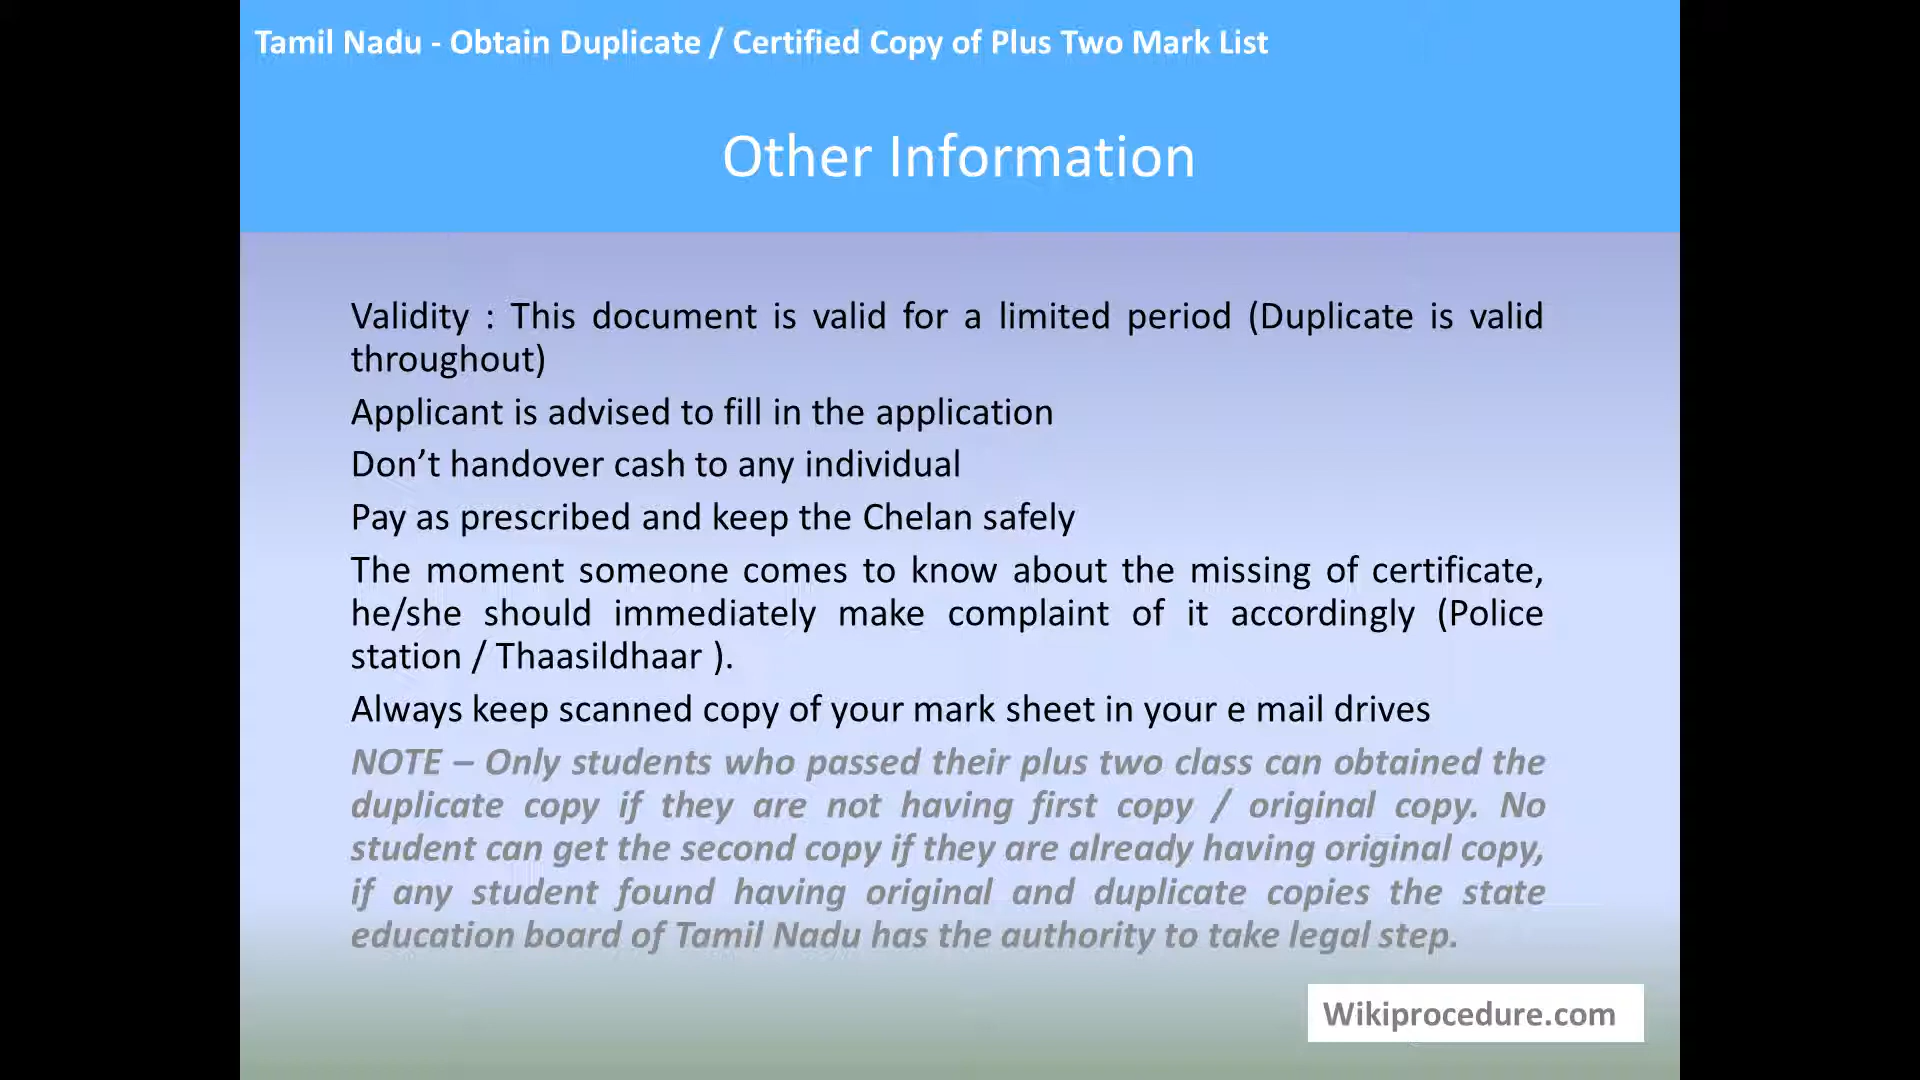 Tamil Nadu - Obtain Duplicate / Certified Copy of Plus Two Mark List
Other Information
Validity : This document is valid for a limited period (Duplicate is valid
throughout)
Applicant is advised to fill in the application
Don’t handover cash to any individual
Pay as prescribed and keep the Chelan safely
The moment someone comes to know about the missing of certificate,
he/she should immediately make complaint of it accordingly (Police
station / Thaasildhaar ).
Always keep scanned copy of your mark sheet in your e mail drives
NOTE – Only students who passed their plus two class can obtained the
duplicate copy if they are not having first copy / original copy. No
student can get the second copy if they are already having original copy,
if any student found having original and duplicate copies the state
education board of Tamil Nadu has the authority to take legal step.
Wikiprocedure.com